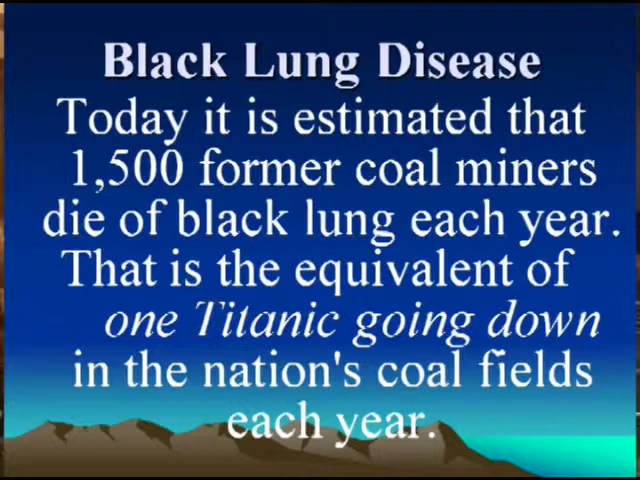 Black Lung Disease
Today it is estimated that
1,500 former coal miners
die of black lung each year.
That is the equivalent of
one Titanic going down
in the nation's coal fields
each year.